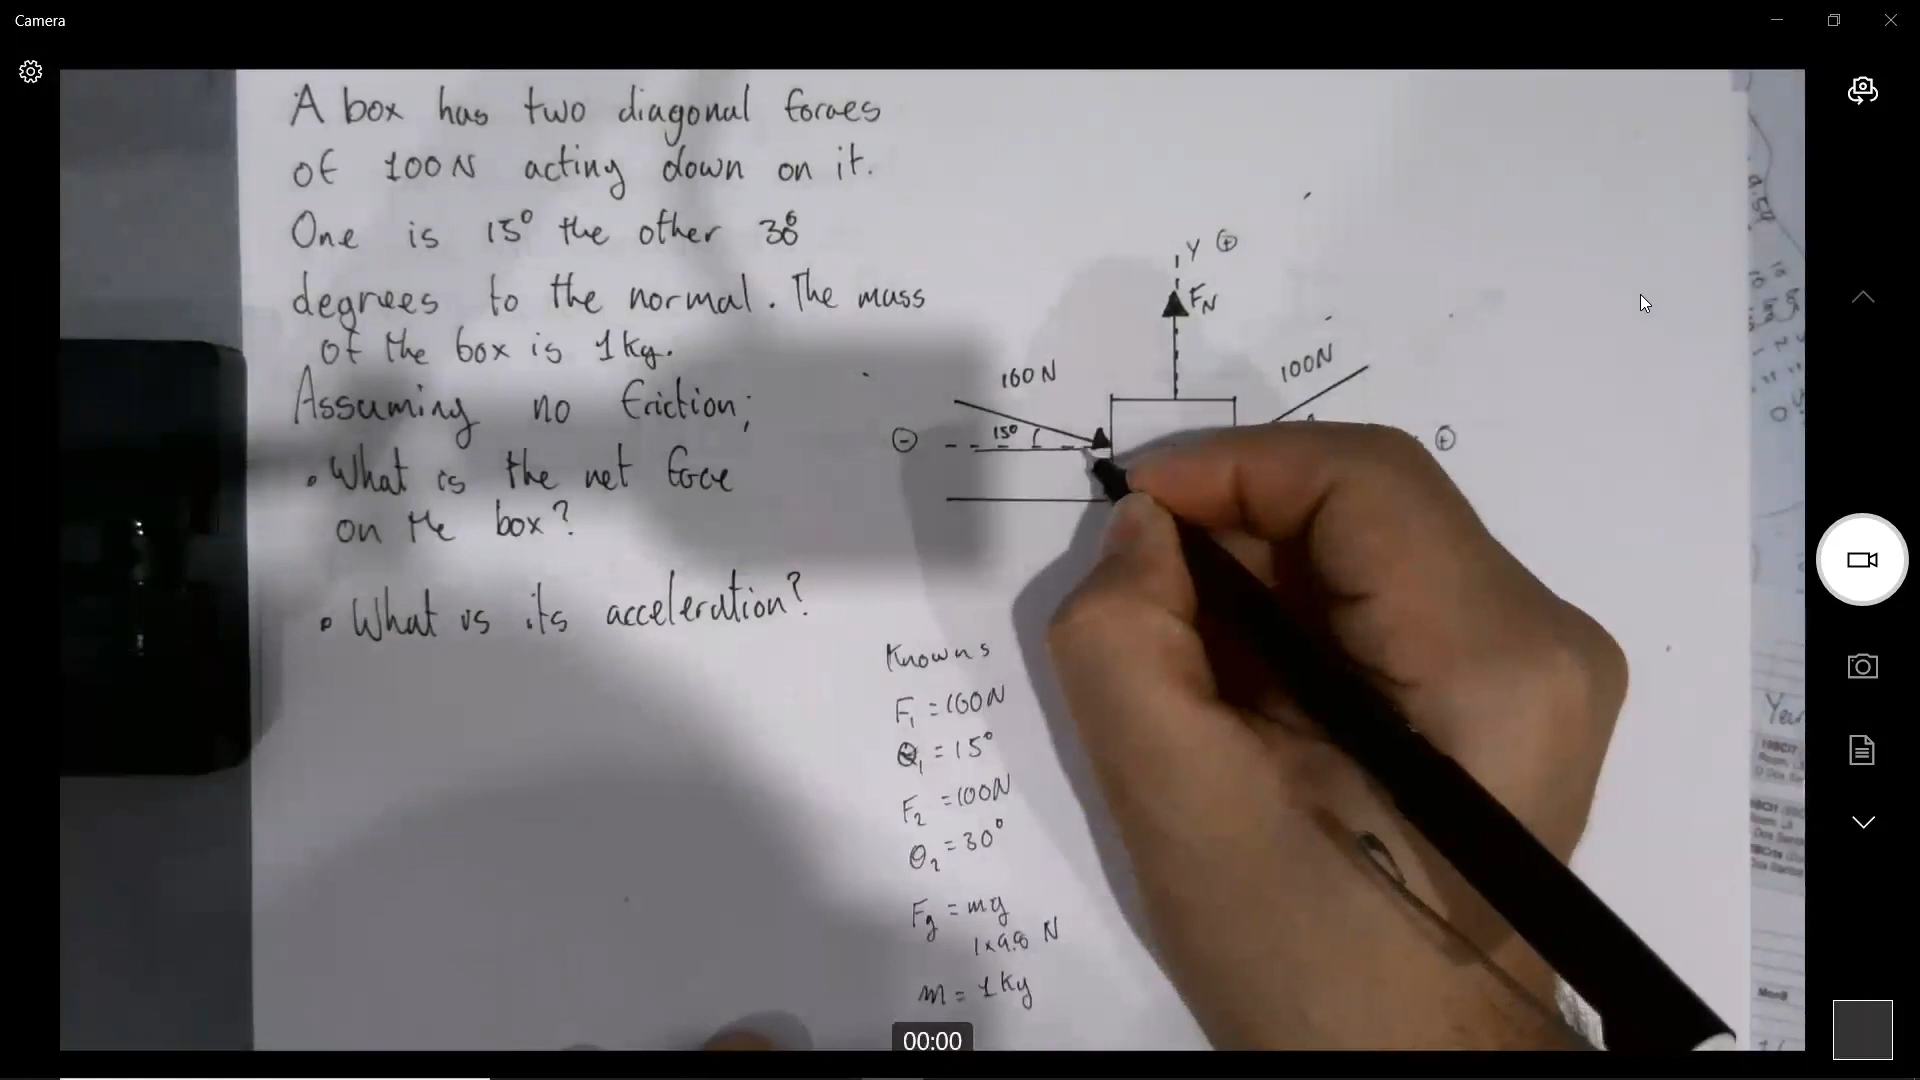 Camera
A box has two diagonal forces
of 100N acting down on it.
One is 15° the other 30°
degrees to the normal. The mass
of the box is 1kg.
Assuming no friction;
• What is the net force
on the box?
• What is its acceleration?
Y +
FN
100N
100N
15°
-
+
Knowns
F1 = 100N
θ1 = 15°
F2 = 100N
θ2 = 30°
Fg = mg
1 x 9.8 N
m = 1kg
00:00